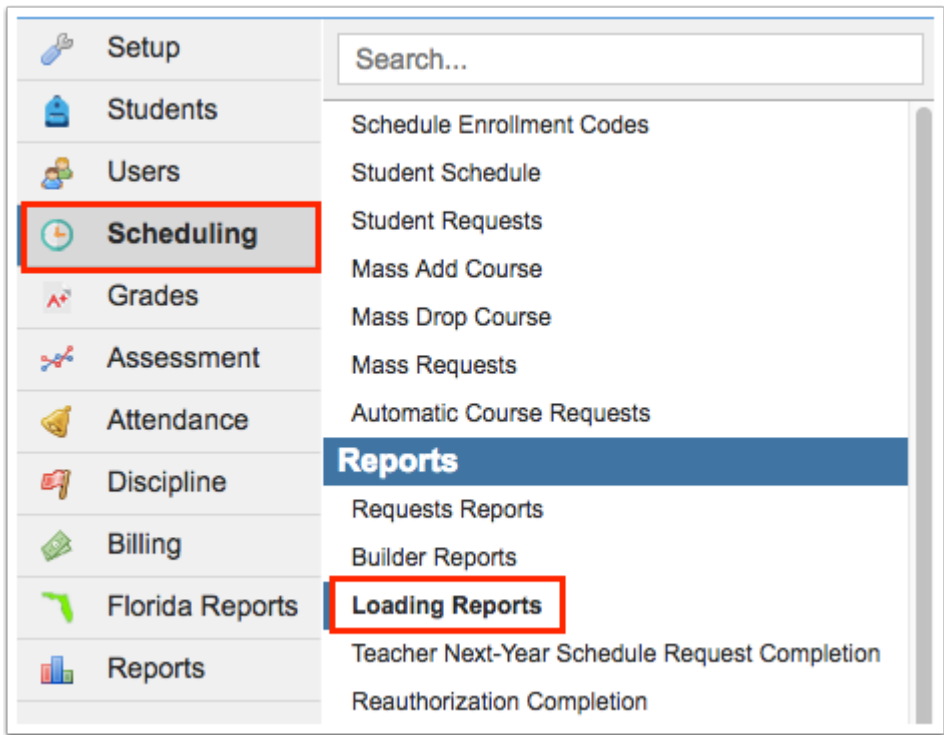 Setup
Students
Users
Scheduling
Grades
Assessment
Attendance
Discipline
Billing
Florida Reports
Reports
Search...
Schedule Enrollment Codes
Student Schedule
Student Requests
Mass Add Course
Mass Drop Course
Mass Requests
Automatic Course Requests
Reports
Requests Reports
Builder Reports
Loading Reports
Teacher Next-Year Schedule Request Completion
Reauthorization Completion